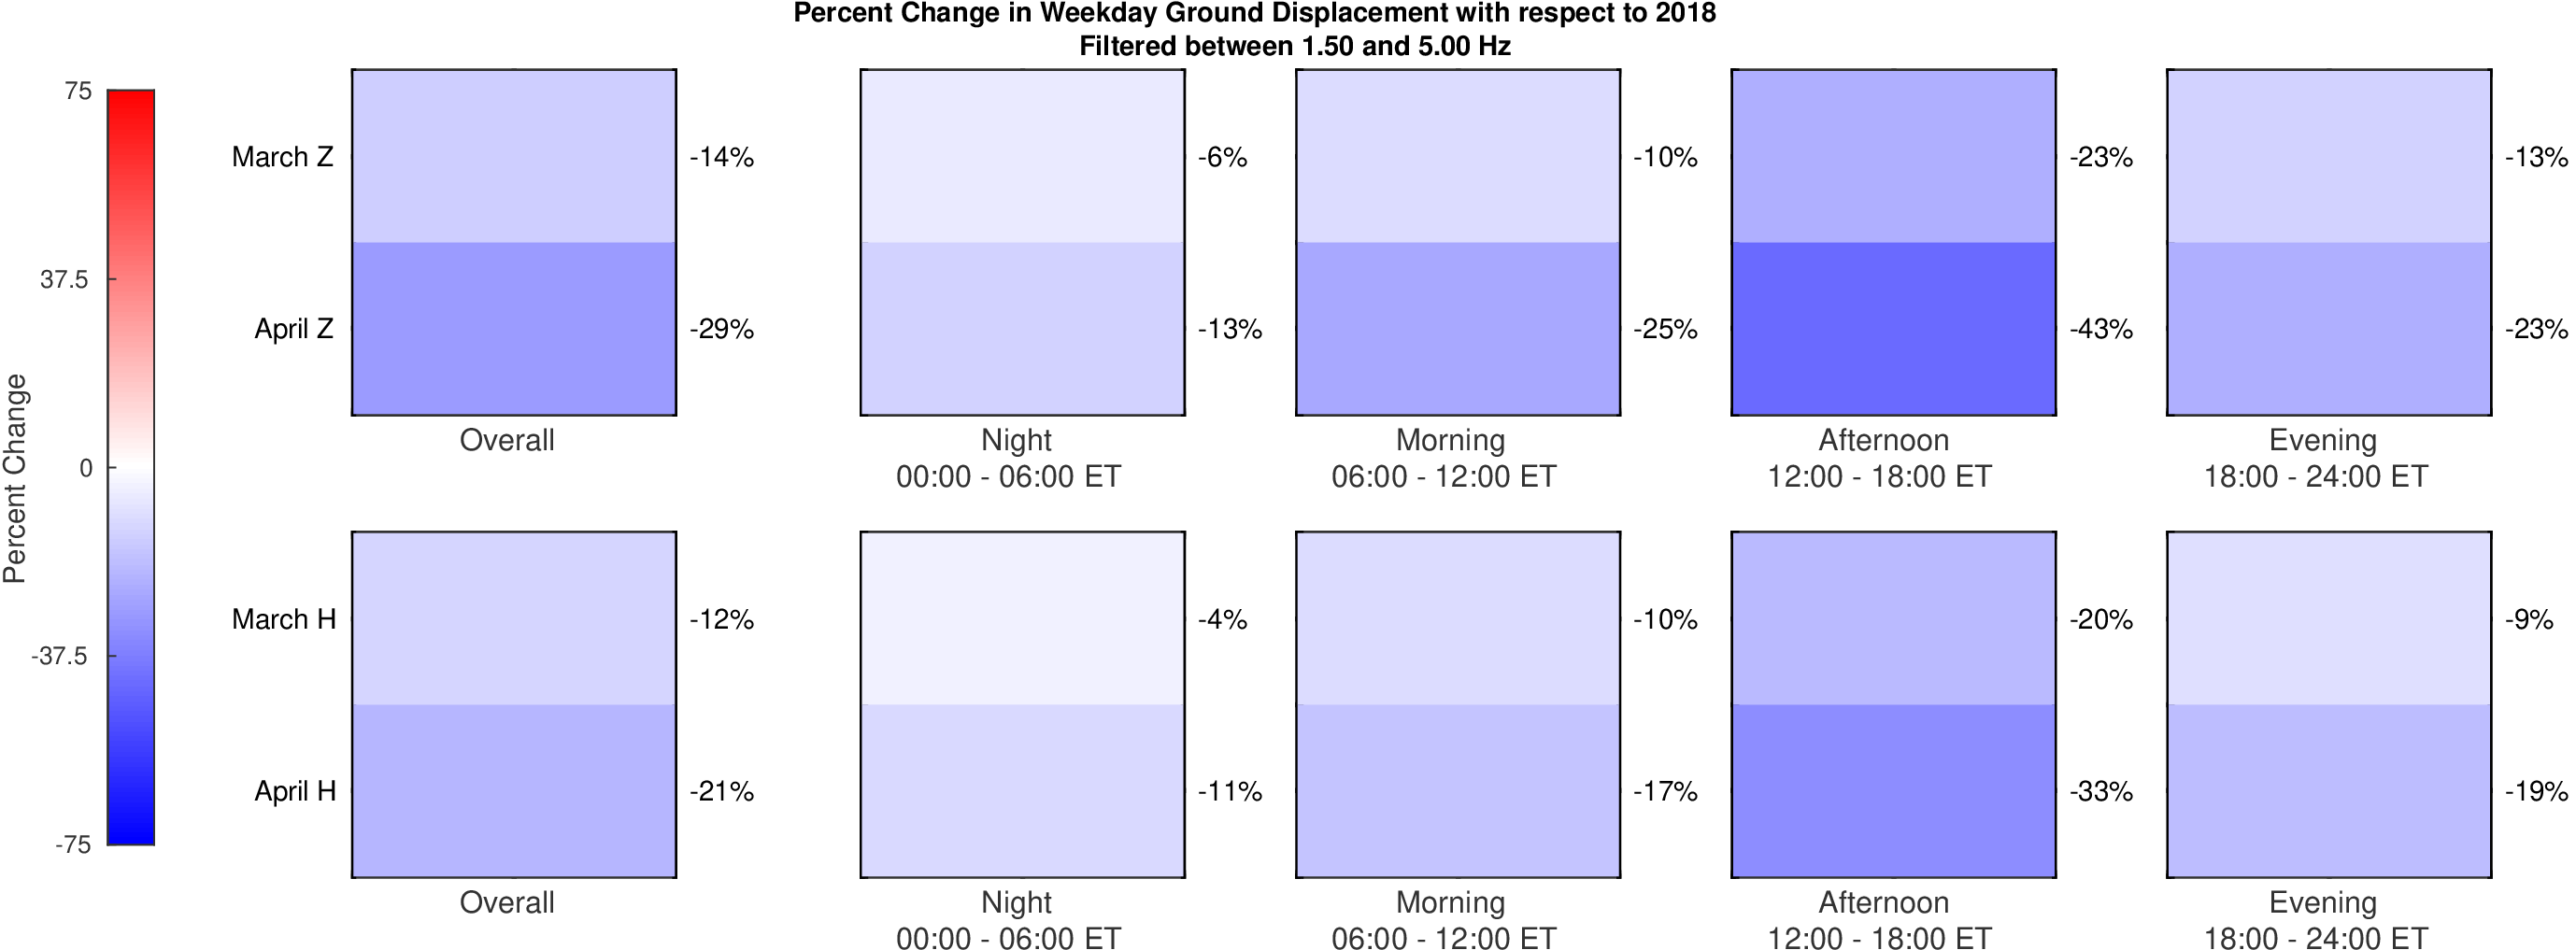 Percent Change in Weekday Ground Displacement with respect to 2018
Filtered between 1.50 and 5.00 Hz
75
37.5
0
-37.5
-75
Percent Change
March Z
-14%
-6%
-10%
-23%
-13%
April Z
-29%
-13%
-25%
-43%
-23%
Overall
Night
00:00 - 06:00 ET
Morning
06:00 - 12:00 ET
Afternoon
12:00 - 18:00 ET
Evening
18:00 - 24:00 ET
March H
-12%
-4%
-10%
-20%
-9%
April H
-21%
-11%
-17%
-33%
-19%
Overall
Night
00:00 - 06:00 ET
Morning
06:00 - 12:00 ET
Afternoon
12:00 - 18:00 ET
Evening
18:00 - 24:00 ET